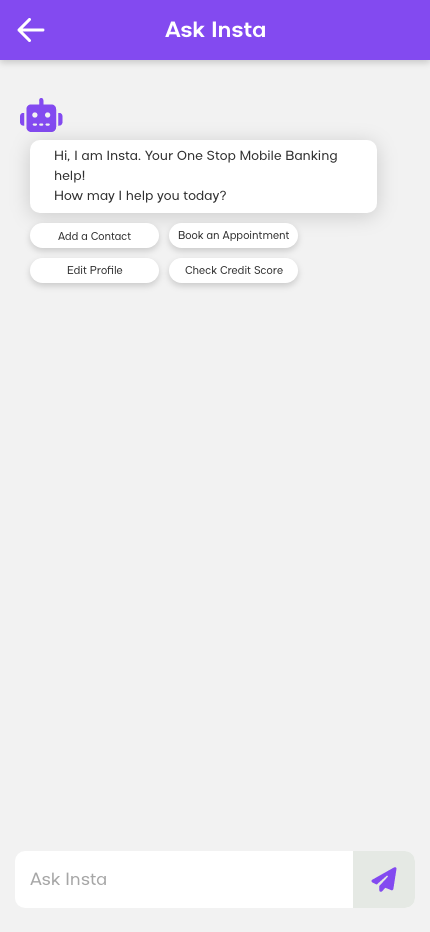 Ask Insta
Hi, I am Insta. Your One Stop Mobile Banking
help!
How may I help you today?
Add a Contact
Book an Appointment
Edit Profile
Check Credit Score
Ask Insta